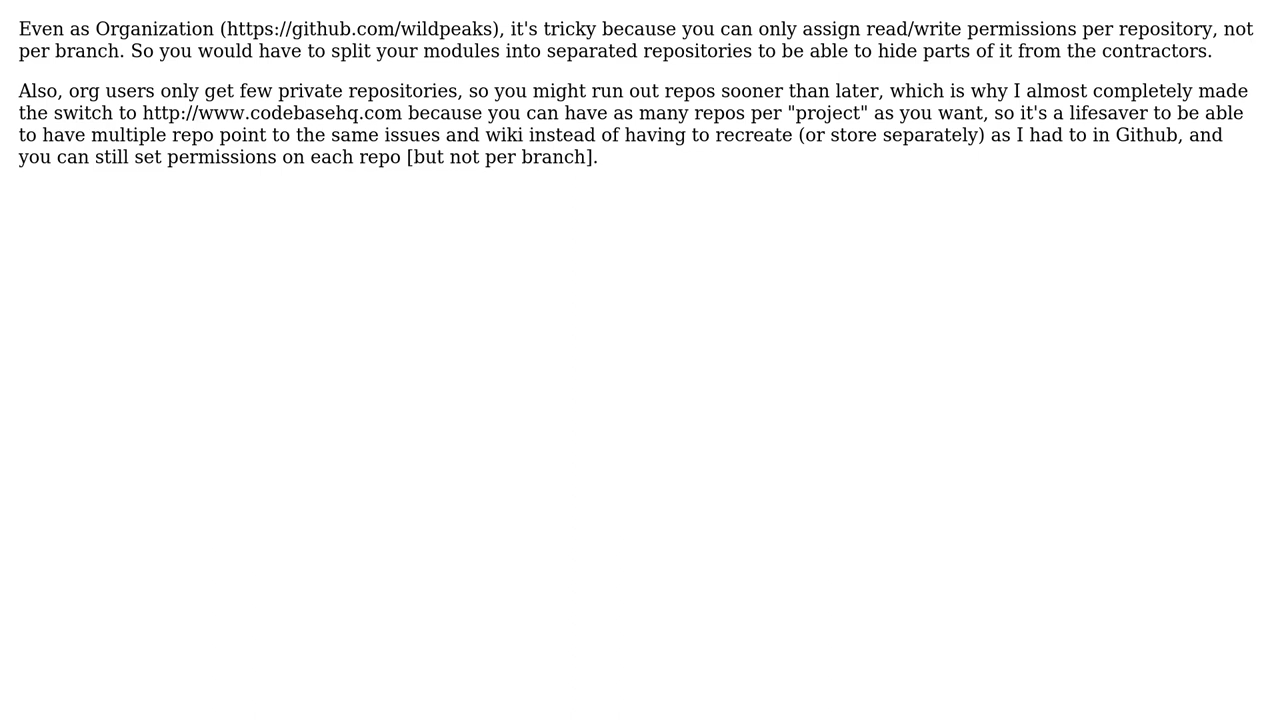 Even as Organization (https://github.com/wildpeaks), it's tricky because you can only assign read/write permissions per repository, not
per branch. So you would have to split your modules into separated repositories to be able to hide parts of it from the contractors.
Also, org users only get few private repositories, so you might run out repos sooner than later, which is why I almost completely made
the switch to http://www.codebasehq.com because you can have as many repos per "project" as you want, so it's a lifesaver to be able
to have multiple repo point to the same issues and wiki instead of having to recreate (or store separately) as I had to in Github, and
you can still set permissions on each repo [but not per branch].